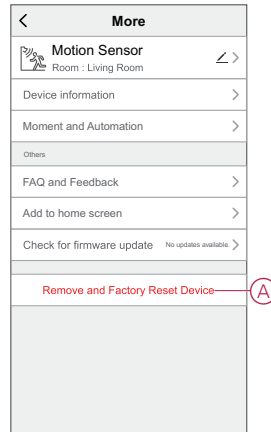 More
Motion Sensor
Room : Living Room
Device information
Moment and Automation
Others
FAQ and Feedback
Add to home screen
Check for firmware update No updates available.
Remove and Factory Reset Device
A